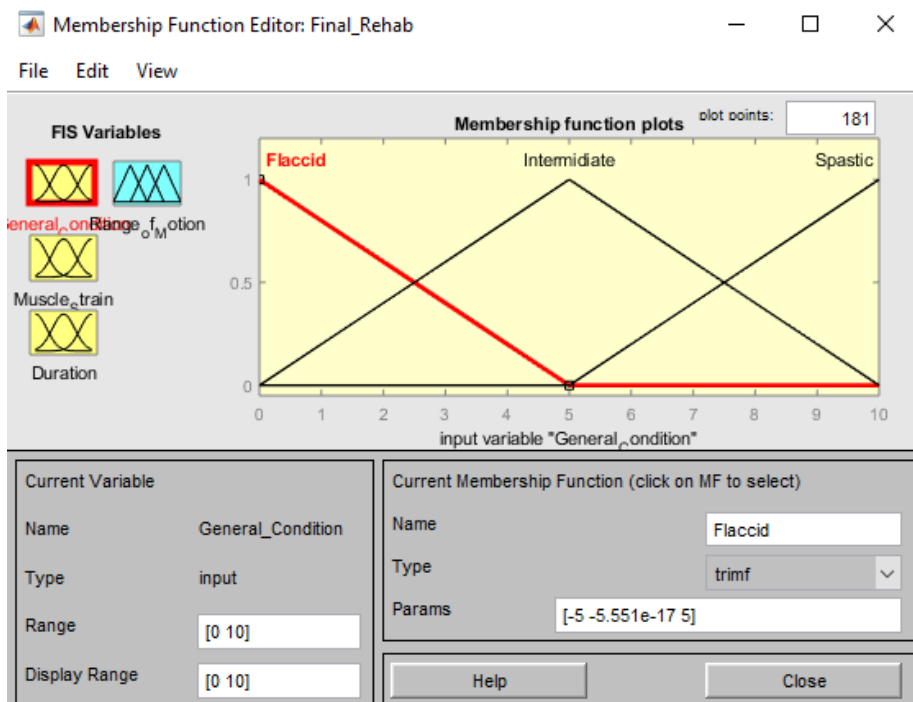 Membership Function Editor: Final_Rehab
File Edit View
FIS Variables
Membership function plots
plot points:
181
General_Condition
Range_of_Motion
Muscle_Strain
Duration
Flaccid
Intermidiate
Spastic
1
0.5
0
0 1 2 3 4 5 6 7 8 9 10
input variable "General_Condition"
Current Variable
Name General_Condition
Type input
Range [0 10]
Display Range [0 10]
Current Membership Function (click on MF to select)
Name Flaccid
Type trimf
Params [-5 -5.551e-17 5]
Help Close